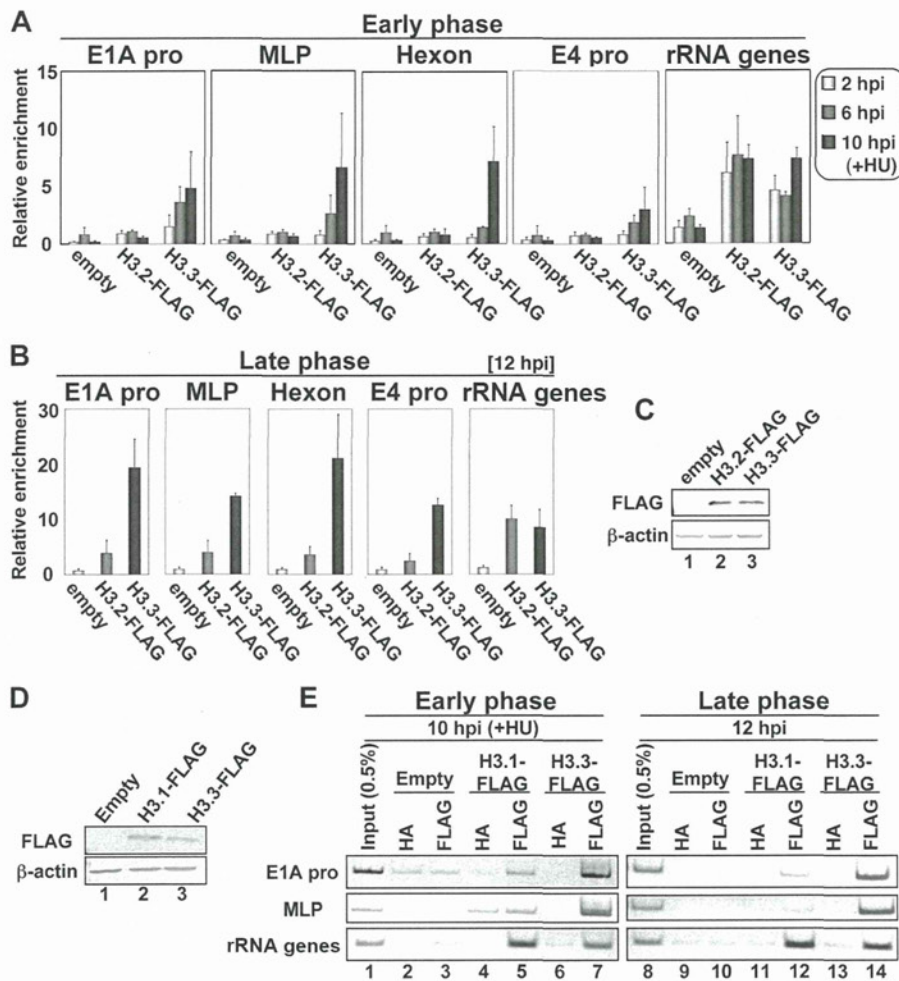 A
Early phase
E1A pro
MLP
Hexon
E4 pro
rRNA genes
Relative enrichment
15
10
5
0
2 hpi
6 hpi
10 hpi
(+HU)
empty
H3.2-FLAG
H3.3-FLAG
empty
H3.2-FLAG
H3.3-FLAG
empty
H3.2-FLAG
H3.3-FLAG
empty
H3.2-FLAG
H3.3-FLAG
empty
H3.2-FLAG
H3.3-FLAG
B
Late phase [12 hpi]
E1A pro
MLP
Hexon
E4 pro
rRNA genes
Relative enrichment
30
20
10
0
empty
H3.2-FLAG
H3.3-FLAG
empty
H3.2-FLAG
H3.3-FLAG
empty
H3.2-FLAG
H3.3-FLAG
empty
H3.2-FLAG
H3.3-FLAG
empty
H3.2-FLAG
H3.3-FLAG
C
empty
H3.2-FLAG
H3.3-FLAG
FLAG
β-actin
1 2 3
D
Empty
H3.1-FLAG
H3.3-FLAG
FLAG
β-actin
1 2 3
E
Early phase
10 hpi (+HU)
Input (0.5%)
Empty
H3.1-FLAG
H3.3-FLAG
HA
FLAG
HA
FLAG
HA
FLAG
Late phase
12 hpi
Input (0.5%)
Empty
H3.1-FLAG
H3.3-FLAG
HA
FLAG
HA
FLAG
HA
FLAG
E1A pro
MLP
rRNA genes
1 2 3 4 5 6 7 8 9 10 11 12 13 14